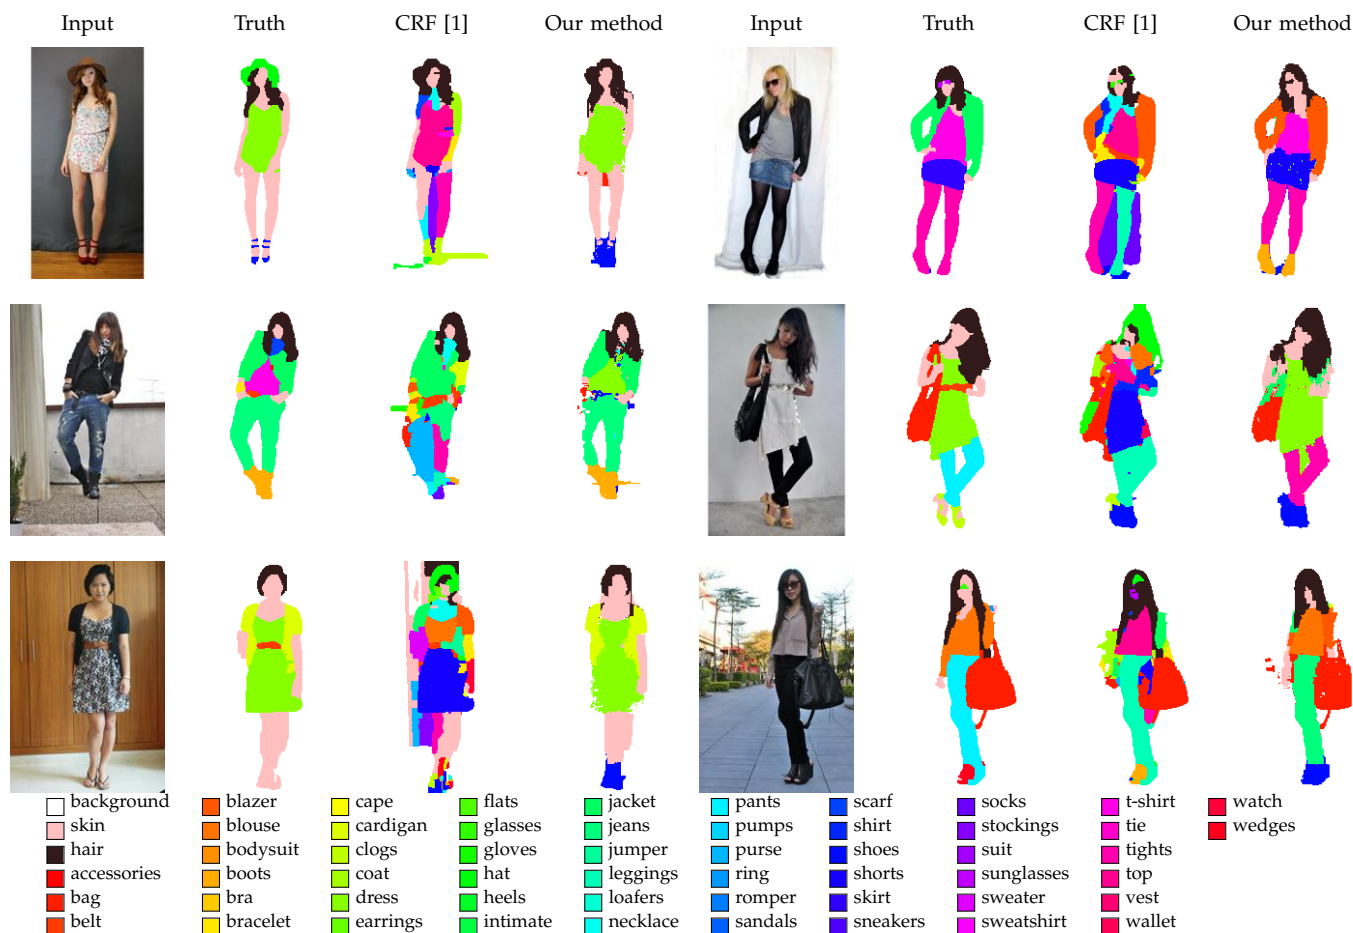 Input Truth CRF [1] Our method Input Truth CRF [1] Our method
background blazer cape flats jacket pants scarf socks t-shirt watch
skin blouse cardigan glasses jeans pumps shirt stockings tie wedges
hair bodysuit clogs gloves jumper purse shoes suit tights
accessories boots coat hat leggings ring shorts sunglasses top
bag bra dress heels loafers romper skirt sweater vest
belt bracelet earrings intimate necklace sandals sneakers sweatshirt wallet